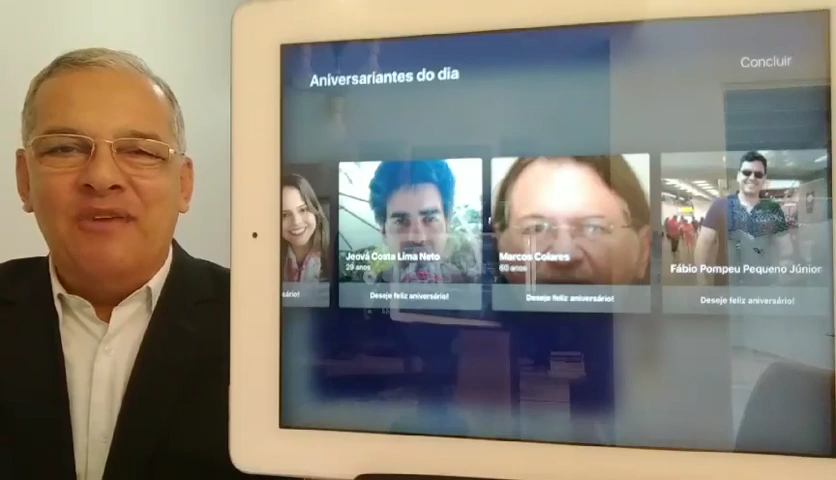 Aniversariantes do dia
Concluir
Jeová Costa Lima Neto
29 anos
Marcos Colares
60 anos
Fábio Pompeu Pequeno Júnior
sário!
Deseje feliz aniversário!
Deseje feliz aniversário!
Deseje feliz aniversário!